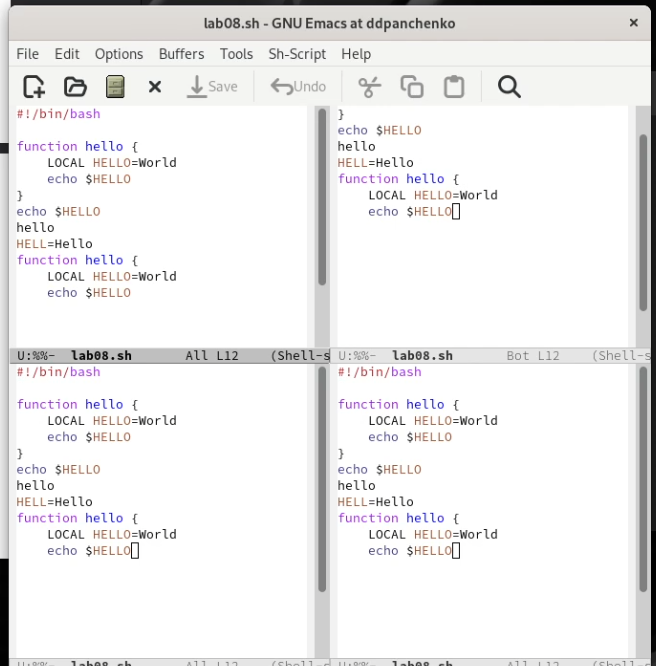 lab08.sh - GNU Emacs at ddpanchenko
File Edit Options Buffers Tools Sh-Script Help
Save Undo
#!/bin/bash
function hello {
    LOCAL HELLO=World
    echo $HELLO
}
echo $HELLO
hello
HELL=Hello
function hello {
    LOCAL HELLO=World
    echo $HELLO
U:%%- lab08.sh All L12 (Shell-s
}
echo $HELLO
hello
HELL=Hello
function hello {
    LOCAL HELLO=World
    echo $HELLO
U:%%- lab08.sh Bot L12 (Shell-s
#!/bin/bash
function hello {
    LOCAL HELLO=World
    echo $HELLO
}
echo $HELLO
hello
HELL=Hello
function hello {
    LOCAL HELLO=World
    echo $HELLO
U:%%- lab08.sh All L12 (Shell-s
#!/bin/bash
function hello {
    LOCAL HELLO=World
    echo $HELLO
}
echo $HELLO
hello
HELL=Hello
function hello {
    LOCAL HELLO=World
    echo $HELLO
U:%%- lab08.sh All L12 (Shell-s